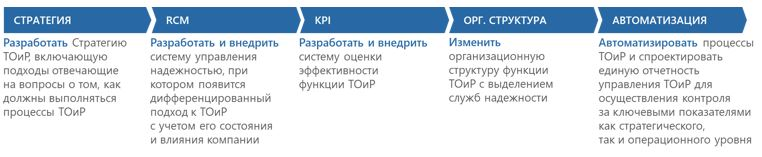 СТРАТЕГИЯ
Разработать Стратегию
ТОиР, включающую
подходы отвечающие
на вопросы о том, как
должны выполняться
процессы ТОиР
RCM
Разработать и внедрить
систему управления
надежностью, при
котором появится
дифференцированный
подход к ТОиР
с учетом его состояния
и влияния компании
KPI
Разработать и внедрить
систему оценки
эффективности
функции ТОиР
ОРГ. СТРУКТУРА
Изменить
организационную
структуру функции
ТОиР с выделением
служб надежности
АВТОМАТИЗАЦИЯ
Автоматизировать процессы
ТОиР и спроектировать
единую отчетность
управления ТОиР для
осуществления контроля
за ключевыми показателями
как стратегического,
так и операционного уровня